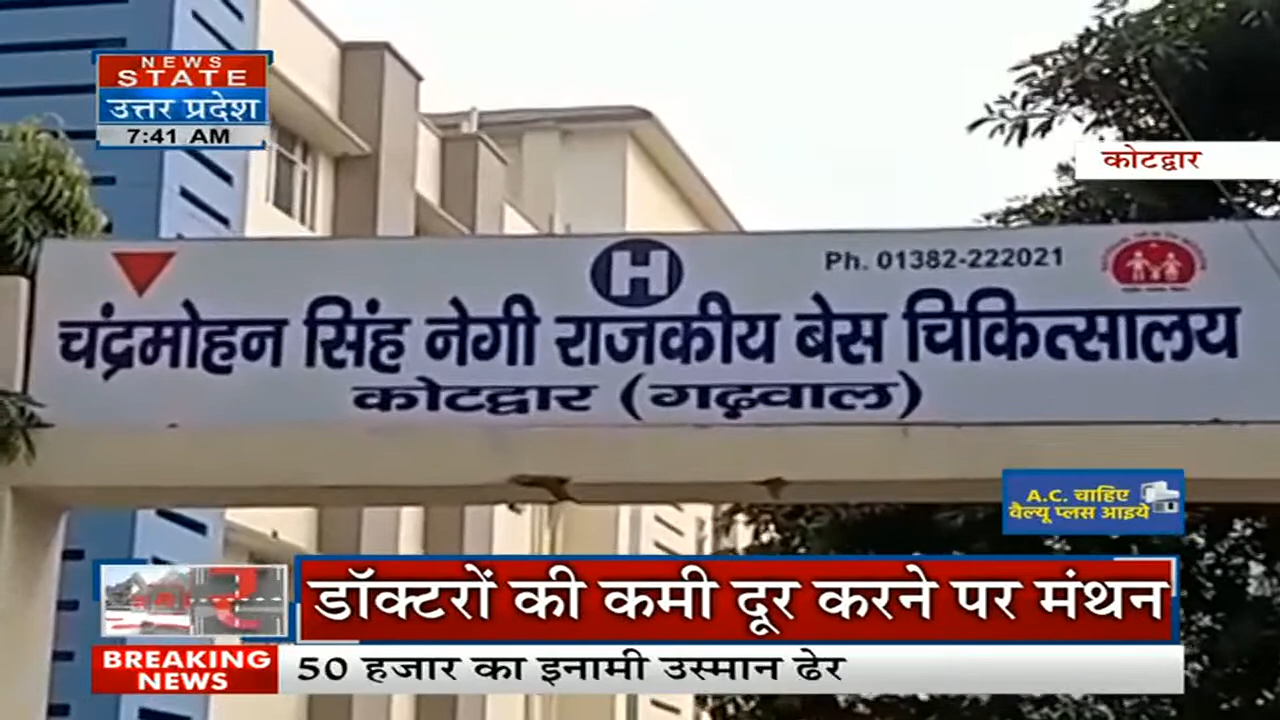 NEWS
STATE
उत्तर प्रदेश
7:41 AM
कोटद्वार
H
Ph. 01382-222021
चंद्रमोहन सिंह नेगी राजकीय बेस चिकित्सालय
कोटद्वार (गढ़वाल)
A.C. चाहिए
वैल्यू प्लस आइये
डॉक्टरों की कमी दूर करने पर मंथन
BREAKING
NEWS
50 हजार का इनामी उस्मान ढेर